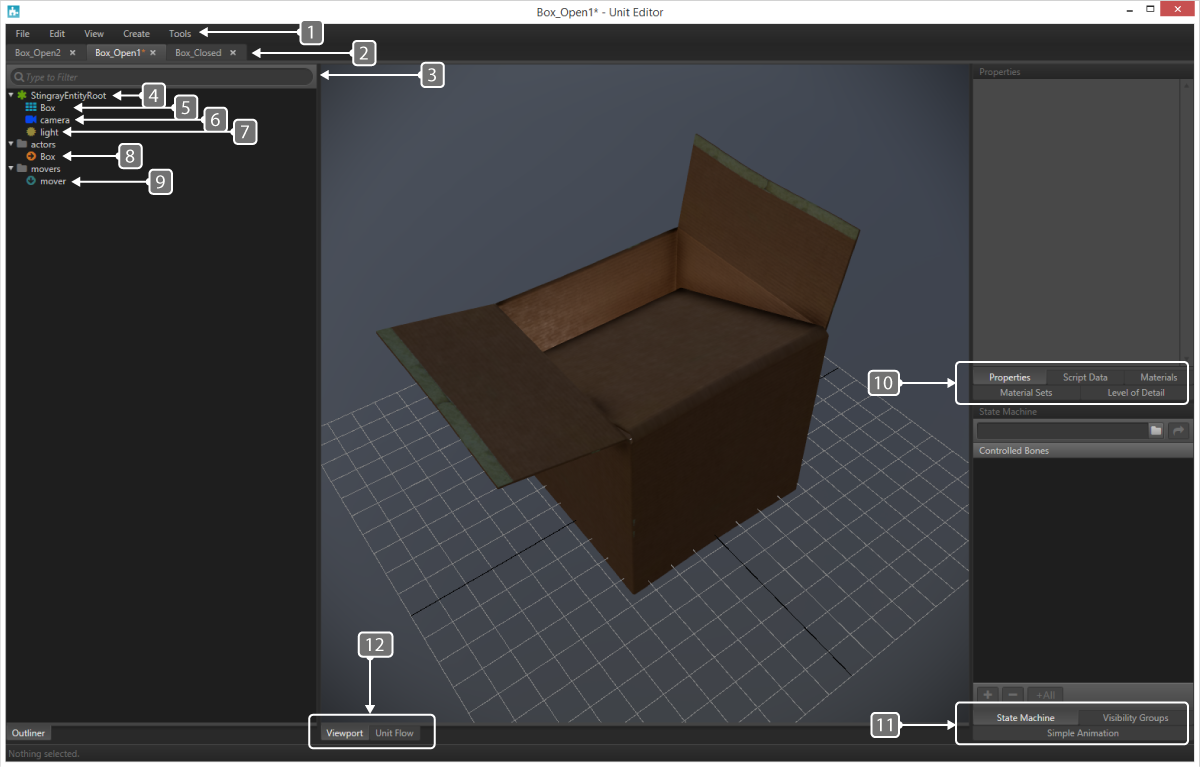 Box_Open1* - Unit Editor
File Edit View Create Tools
1
Box_Open2 Box_Open1* Box_Closed
2
Type to Filter
3
Properties
StingrayEntityRoot
4
Box
5
camera
6
light
7
actors
Box
8
movers
mover
9
10
Properties Script Data Materials
Material Sets Level of Detail
State Machine
Controlled Bones
12
+All
11
State Machine Visibility Groups
Simple Animation
Outliner
Viewport Unit Flow
Nothing selected.